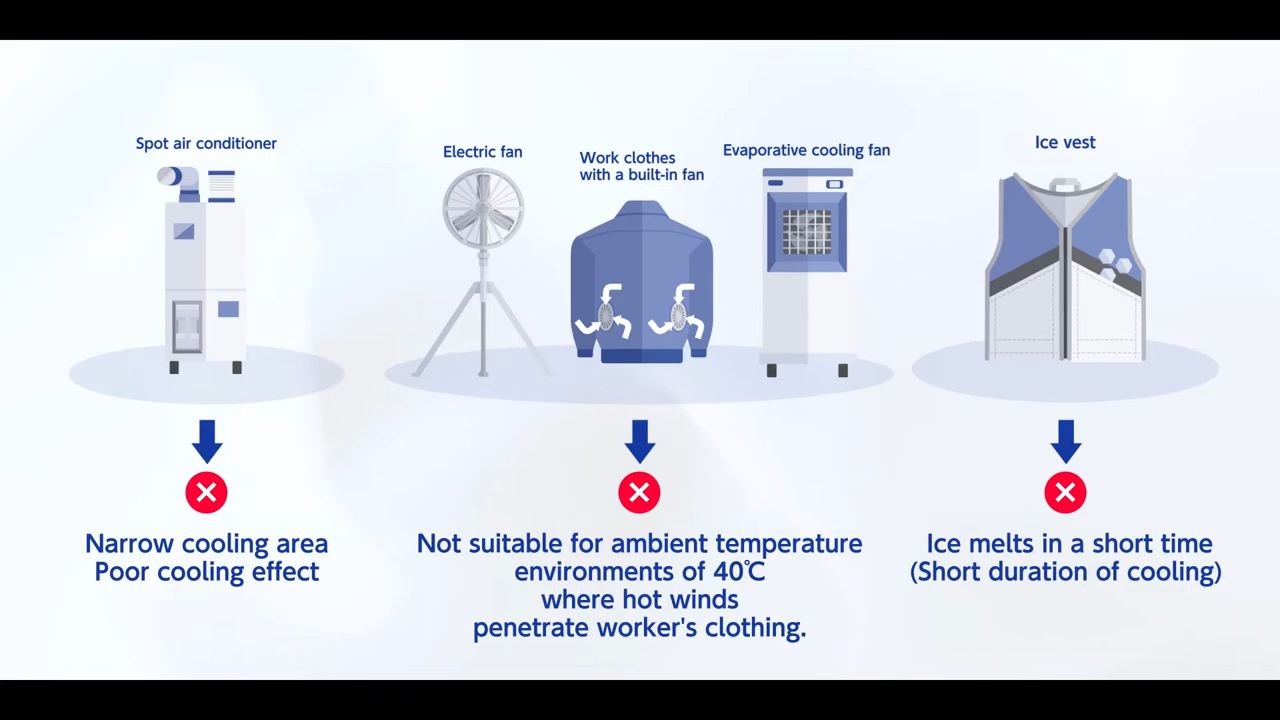 Spot air conditioner
Electric fan
Work clothes
with a built-in fan
Evaporative cooling fan
Ice vest
Narrow cooling area
Poor cooling effect
Not suitable for ambient temperature
environments of 40℃
where hot winds
penetrate worker's clothing.
Ice melts in a short time
(Short duration of cooling)